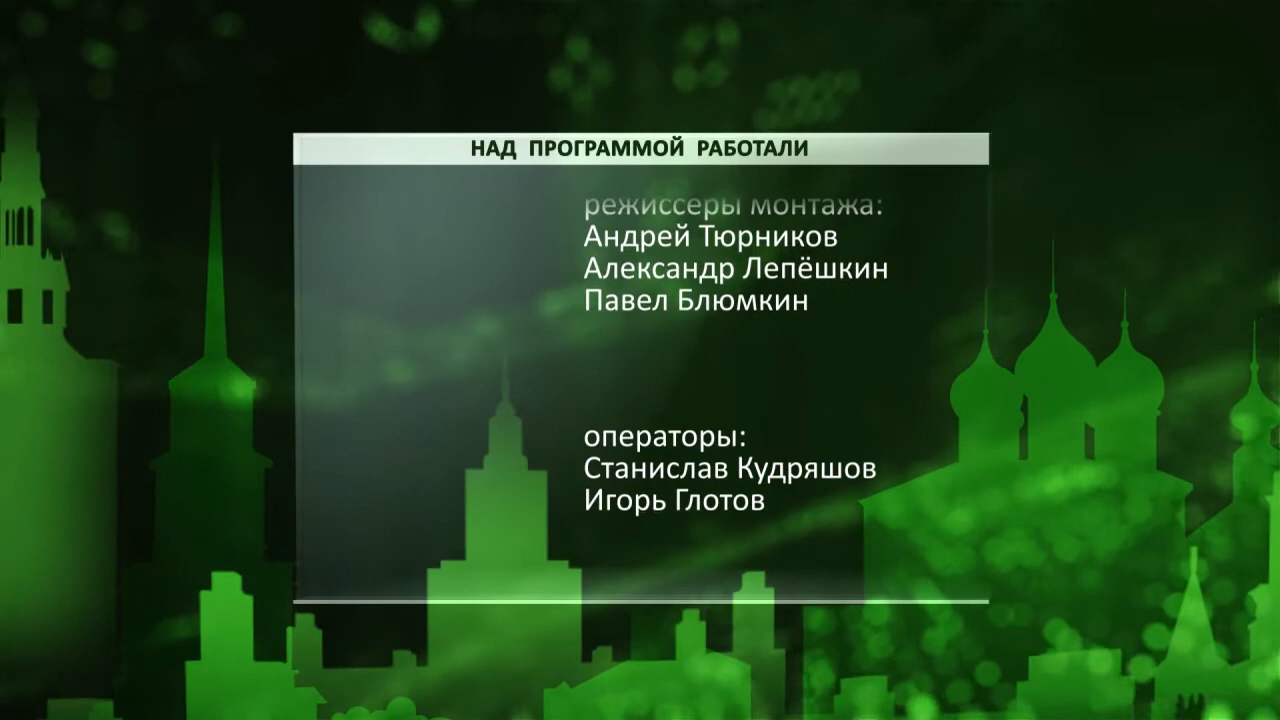 НАД ПРОГРАММОЙ РАБОТАЛИ
режиссеры монтажа:
Андрей Тюрников
Александр Лепёшкин
Павел Блюмкин
операторы:
Станислав Кудряшов
Игорь Глотов